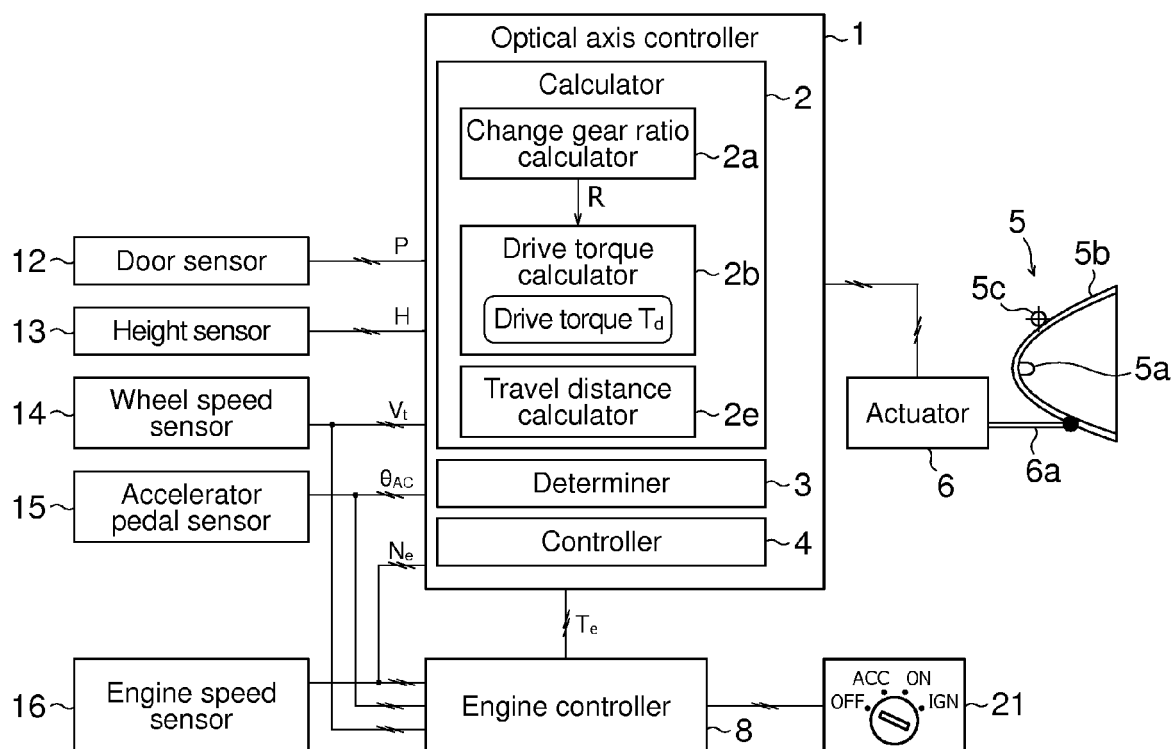 Optical axis controller
1
Calculator
2
Change gear ratio
calculator
2a
R
Drive torque
calculator
2b
Drive torque Td
Travel distance
calculator
2e
Determiner
3
Controller
4
12
Door sensor
P
13
Height sensor
H
14
Wheel speed
sensor
Vt
15
Accelerator
pedal sensor
θAC
Ne
Te
16
Engine speed
sensor
Engine controller
8
OFF
ACC
ON
IGN
21
Actuator
6
6a
5
5b
5c
5a